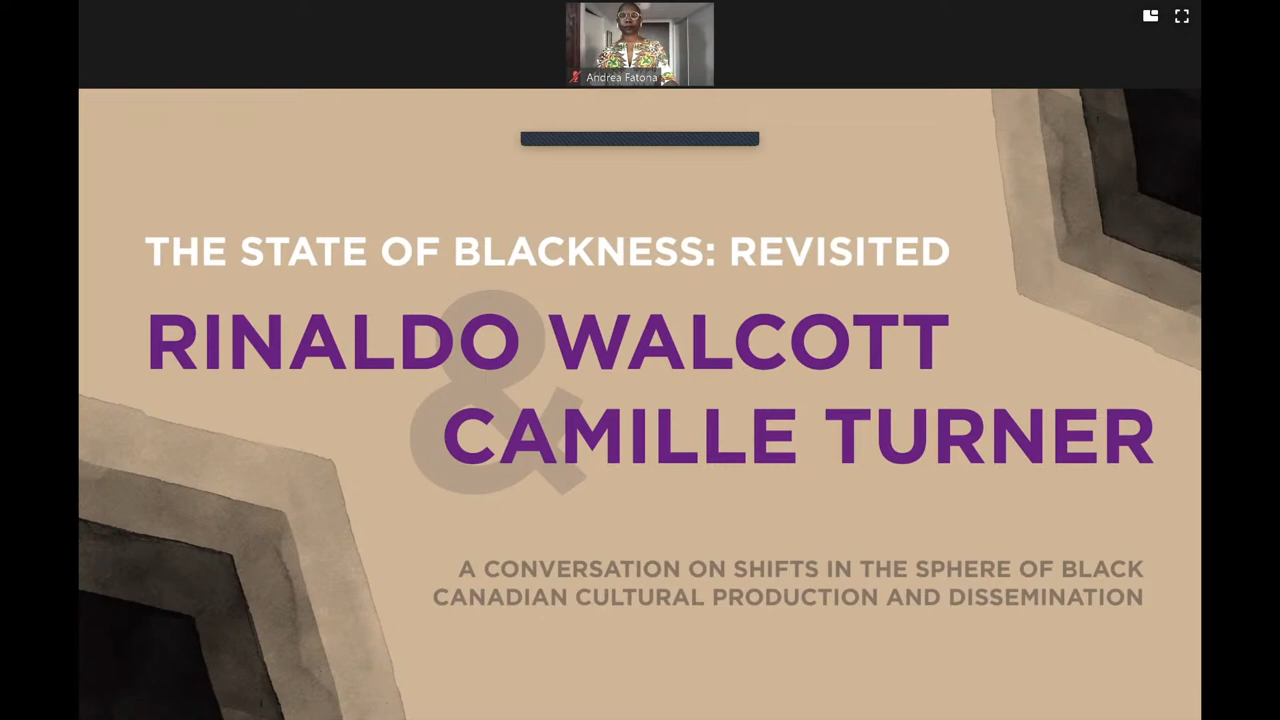 Andrea Fatona
THE STATE OF BLACKNESS: REVISITED
RINALDO WALCOTT
&
CAMILLE TURNER
A CONVERSATION ON SHIFTS IN THE SPHERE OF BLACK
CANADIAN CULTURAL PRODUCTION AND DISSEMINATION